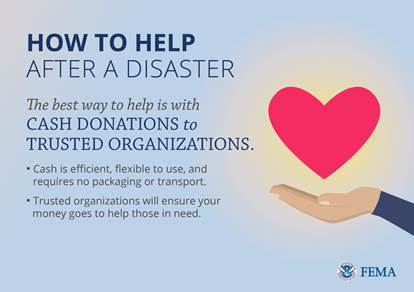 HOW TO HELP
AFTER A DISASTER
The best way to help is with
CASH DONATIONS to
TRUSTED ORGANIZATIONS.
• Cash is efficient, flexible to use, and
requires no packaging or transport.
• Trusted organizations will ensure your
money goes to help those in need.
FEMA